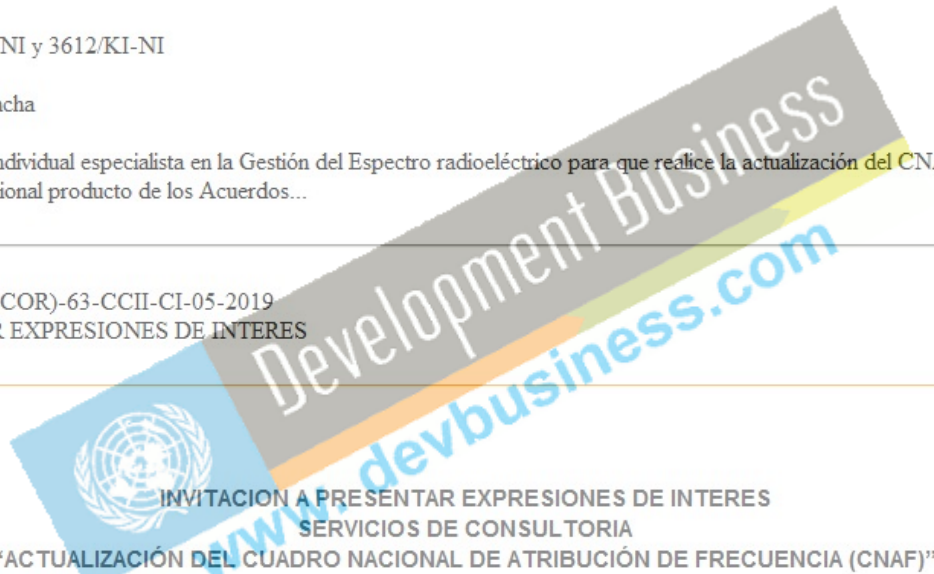 NI y 3612/KI-NI
ncha
ndividual especialista en la Gestión del Espectro radioeléctrico para que realice la actualización del CNA
ional producto de los Acuerdos...
COR)-63-CCII-CI-05-2019
R EXPRESIONES DE INTERES
Development Business
www.devbusiness.com
INVITACION A PRESENTAR EXPRESIONES DE INTERES
SERVICIOS DE CONSULTORIA
“ACTUALIZACIÓN DEL CUADRO NACIONAL DE ATRIBUCIÓN DE FRECUENCIA (CNAF)”